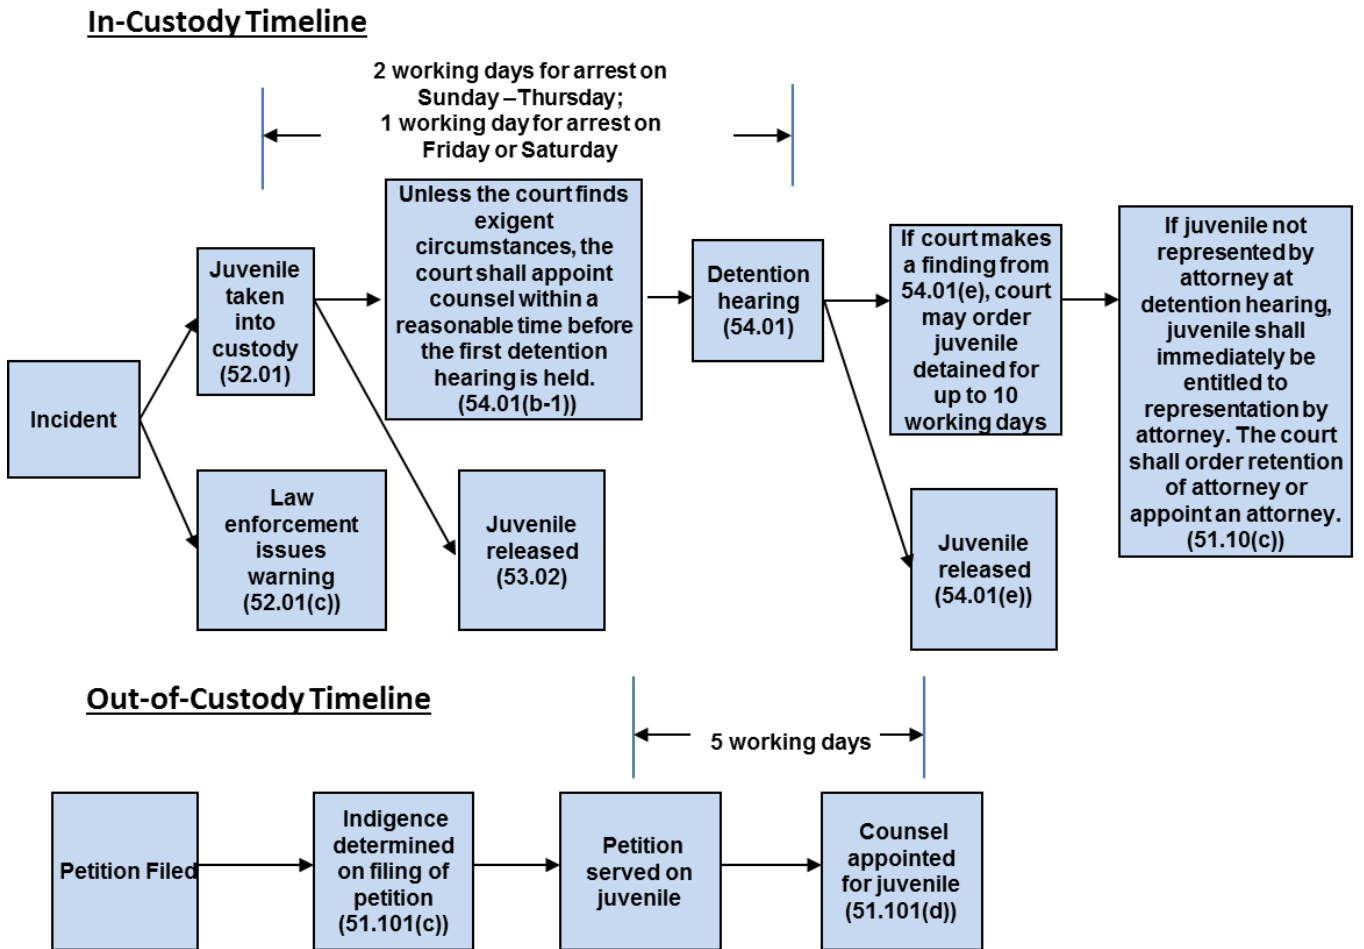 In-Custody Timeline
2 working days for arrest on
Sunday –Thursday;
1 working day for arrest on
Friday or Saturday
Incident
Juvenile
taken
into
custody
(52.01)
Law
enforcement
issues
warning
(52.01(c))
Unless the court finds
exigent
circumstances, the
court shall appoint
counsel within a
reasonable time before
the first detention
hearing is held.
(54.01(b-1))
Juvenile
released
(53.02)
Detention
hearing
(54.01)
If court makes
a finding from
54.01(e), court
may order
juvenile
detained for
up to 10
working days
Juvenile
released
(54.01(e))
If juvenile not
represented by
attorney at
detention hearing,
juvenile shall
immediately be
entitled to
representation by
attorney. The court
shall order retention
of attorney or
appoint an attorney.
(51.10(c))
Out-of-Custody Timeline
5 working days
Petition Filed
Indigence
determined
on filing of
petition
(51.101(c))
Petition
served on
juvenile
Counsel
appointed
for juvenile
(51.101(d))